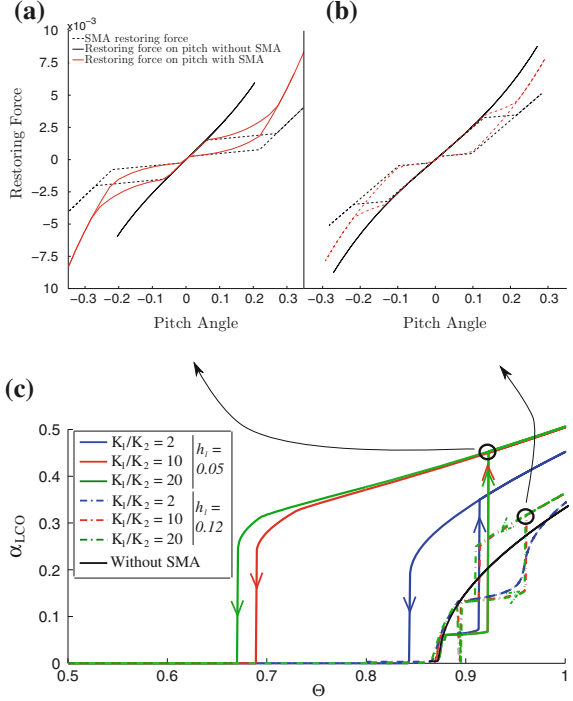 (a)
(b)
×10⁻³
10
7.5
5
2.5
0
−2.5
−5
−7.5
10
Restoring Force
SMA restoring force
Restoring force on pitch without SMA
Restoring force on pitch with SMA
−0.3 −0.2 −0.1 0 0.1 0.2 0.3
−0.3 −0.2 −0.1 0 0.1 0.2 0.3
Pitch Angle
Pitch Angle
(c)
0.5
0.4
0.3
0.2
0.1
0
α_LCO
K₁/K₂ = 2
K₁/K₂ = 10
K₁/K₂ = 20
h_l = 0.05
K₁/K₂ = 2
K₁/K₂ = 10
K₁/K₂ = 20
h_l = 0.12
Without SMA
0.5 0.6 0.7 0.8 0.9 1
Θ